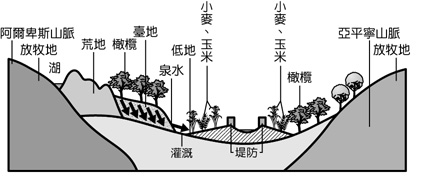 阿爾卑斯山脈
放牧地
湖
荒地
橄欖
臺地
泉水
低地
小麥、玉米
小麥、玉米
橄欖
亞平寧山脈
放牧地
灌溉
堤防